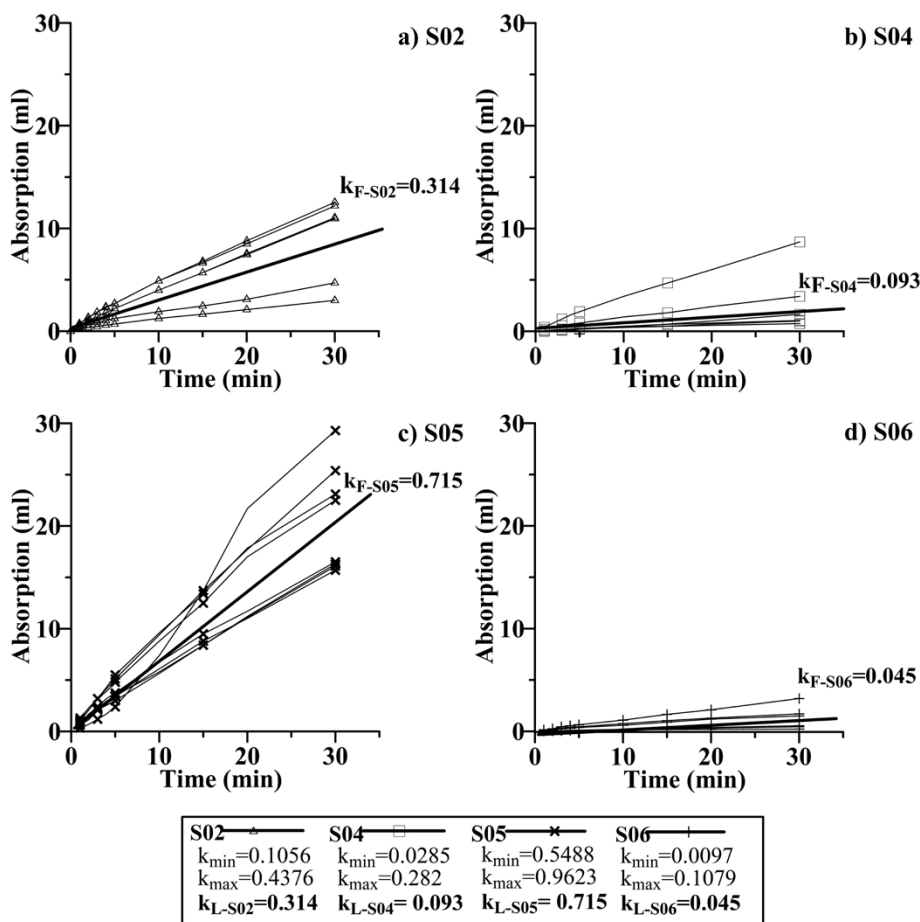 30
20
10
0
0 10 20 30
Absorption (ml)
Time (min)
a) S02
kF-S02=0.314
30
20
10
0
0 10 20 30
Absorption (ml)
Time (min)
b) S04
kF-S04=0.093
30
20
10
0
0 10 20 30
Absorption (ml)
Time (min)
c) S05
kF-S05=0.715
30
20
10
0
0 10 20 30
Absorption (ml)
Time (min)
d) S06
kF-S06=0.045
S02 S04 S05 S06
kmin=0.1056 kmin=0.0285 kmin=0.5488 kmin=0.0097
kmax=0.4376 kmax=0.282 kmax=0.9623 kmax=0.1079
kL-S02=0.314 kL-S04=0.093 kL-S05=0.715 kL-S06=0.045